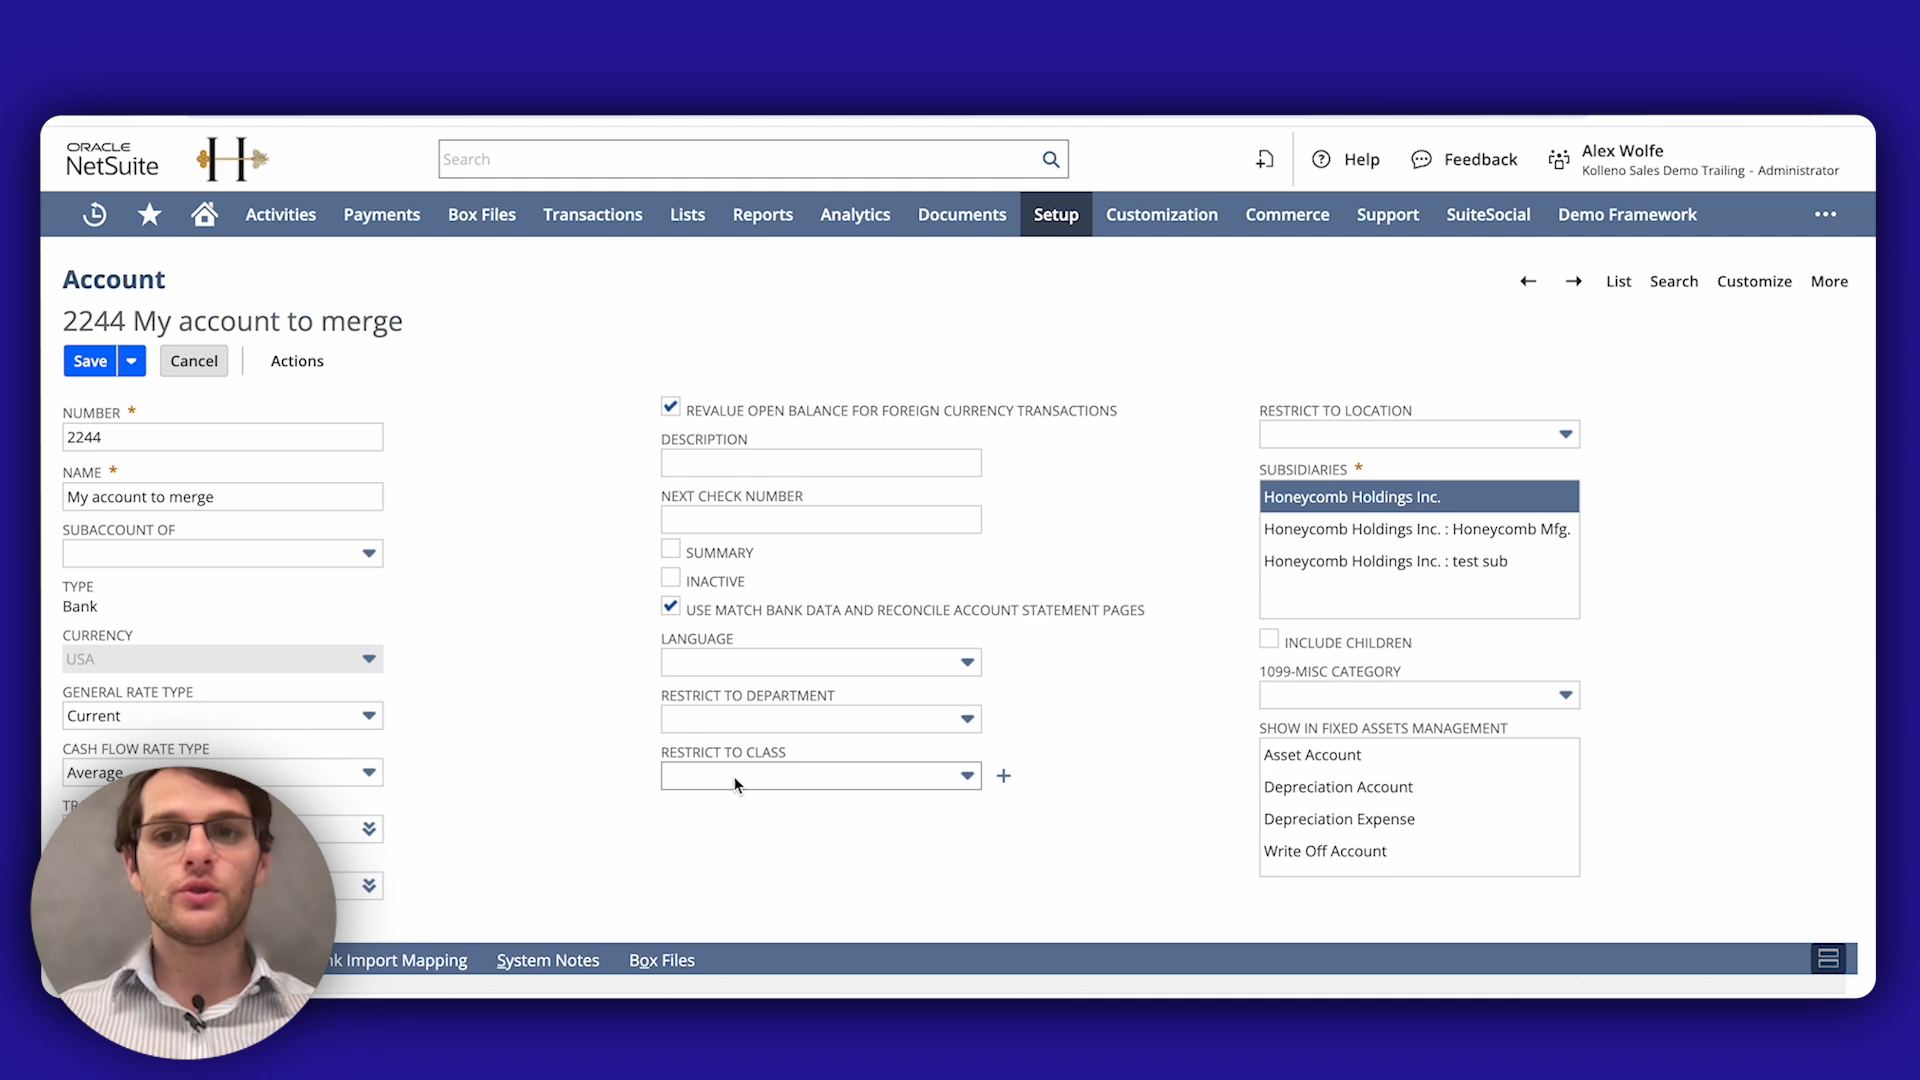 ORACLE
NetSuite
H
Search
Help
Feedback
Alex Wolfe
Kolleno Sales Demo Trailing - Administrator
Activities
Payments
Box Files
Transactions
Lists
Reports
Analytics
Documents
Setup
Customization
Commerce
Support
SuiteSocial
Demo Framework
Account
List
Search
Customize
More
2244 My account to merge
Save
Cancel
Actions
NUMBER *
2244
NAME *
My account to merge
SUBACCOUNT OF
TYPE
Bank
CURRENCY
USA
GENERAL RATE TYPE
Current
CASH FLOW RATE TYPE
Average
REVALUE OPEN BALANCE FOR FOREIGN CURRENCY TRANSACTIONS
DESCRIPTION
NEXT CHECK NUMBER
SUMMARY
INACTIVE
USE MATCH BANK DATA AND RECONCILE ACCOUNT STATEMENT PAGES
LANGUAGE
RESTRICT TO DEPARTMENT
RESTRICT TO CLASS
RESTRICT TO LOCATION
SUBSIDIARIES *
Honeycomb Holdings Inc.
Honeycomb Holdings Inc. : Honeycomb Mfg.
Honeycomb Holdings Inc. : test sub
INCLUDE CHILDREN
1099-MISC CATEGORY
SHOW IN FIXED ASSETS MANAGEMENT
Asset Account
Depreciation Account
Depreciation Expense
Write Off Account
Import Mapping
System Notes
Box Files